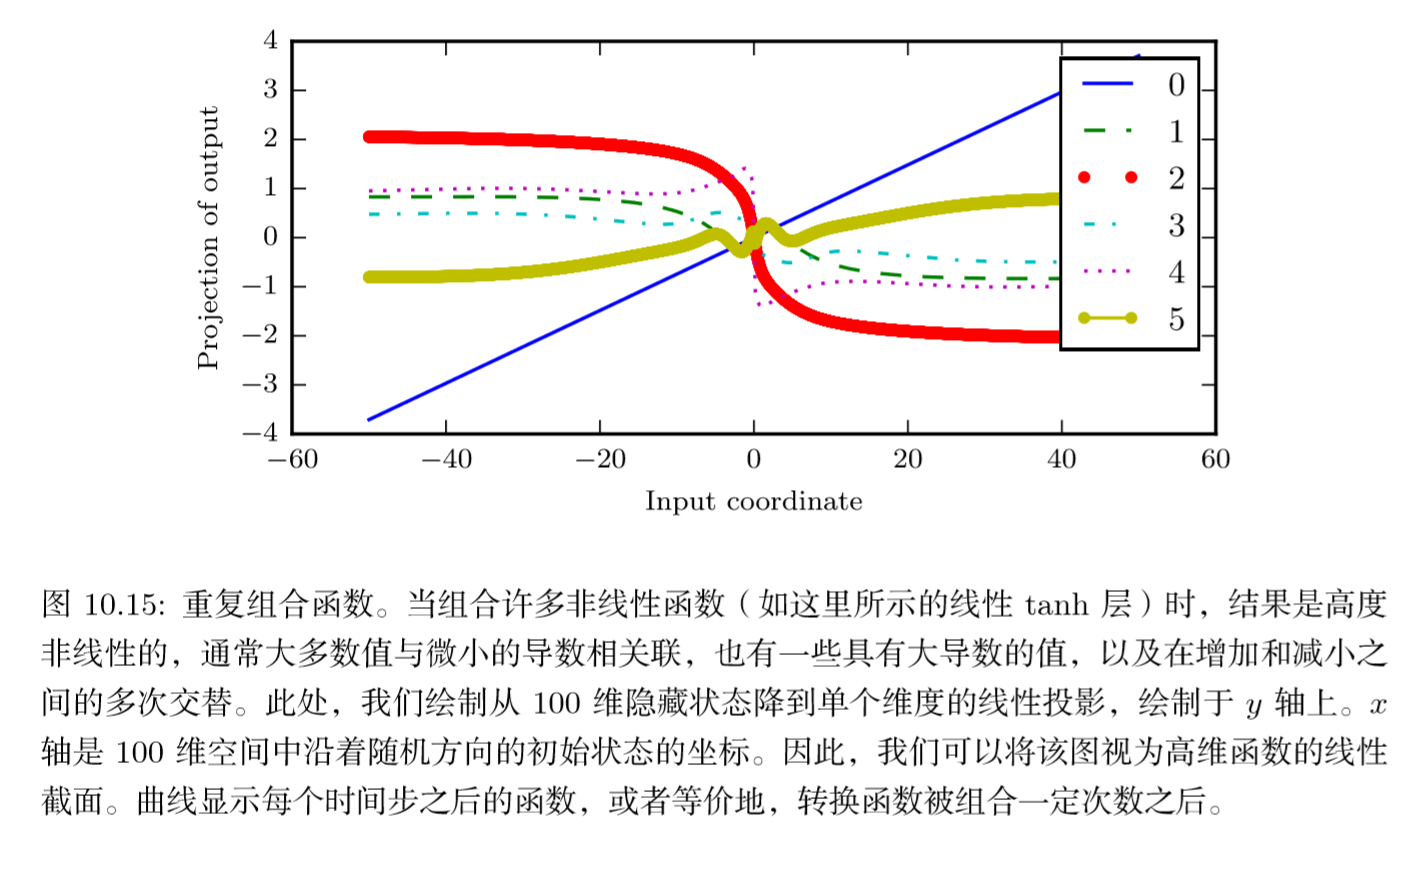 4
3
2
1
0
−1
−2
−3
−4
Projection of output
−60 −40 −20 0 20 40 60
Input coordinate
0
1
2
3
4
5
图 10.15: 重复组合函数。当组合许多非线性函数（如这里所示的线性 tanh 层）时，结果是高度
非线性的，通常大多数值与微小的导数相关联，也有一些具有大导数的值，以及在增加和减小之
间的多次交替。此处，我们绘制从 100 维隐藏状态降到单个维度的线性投影，绘制于 y 轴上。x
轴是 100 维空间中沿着随机方向的初始状态的坐标。因此，我们可以将该图视为高维函数的线性
截面。曲线显示每个时间步之后的函数，或者等价地，转换函数被组合一定次数之后。